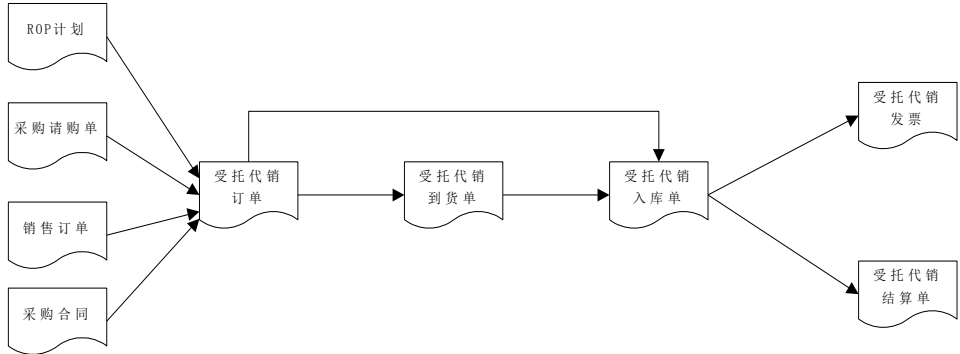 ROP计划
采购请购单
销售订单
采购合同
受托代销
订单
受托代销
到货单
受托代销
入库单
受托代销
发票
受托代销
结算单